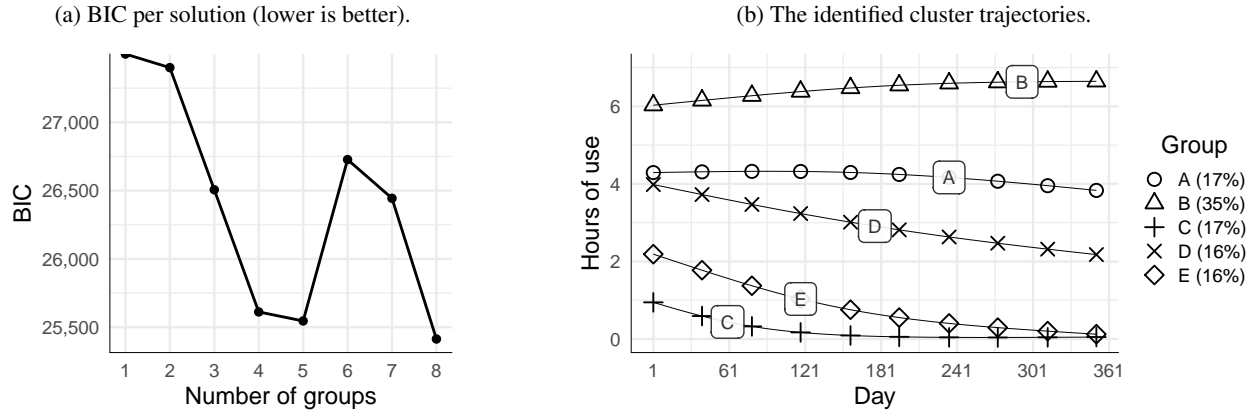 (a) BIC per solution (lower is better).
27,000
26,500
26,000
25,500
BIC
1 2 3 4 5 6 7 8
Number of groups
(b) The identified cluster trajectories.
6
4
2
0
Hours of use
B
A
D
E
C
1 61 121 181 241 301 361
Day
Group
A (17%)
B (35%)
C (17%)
D (16%)
E (16%)